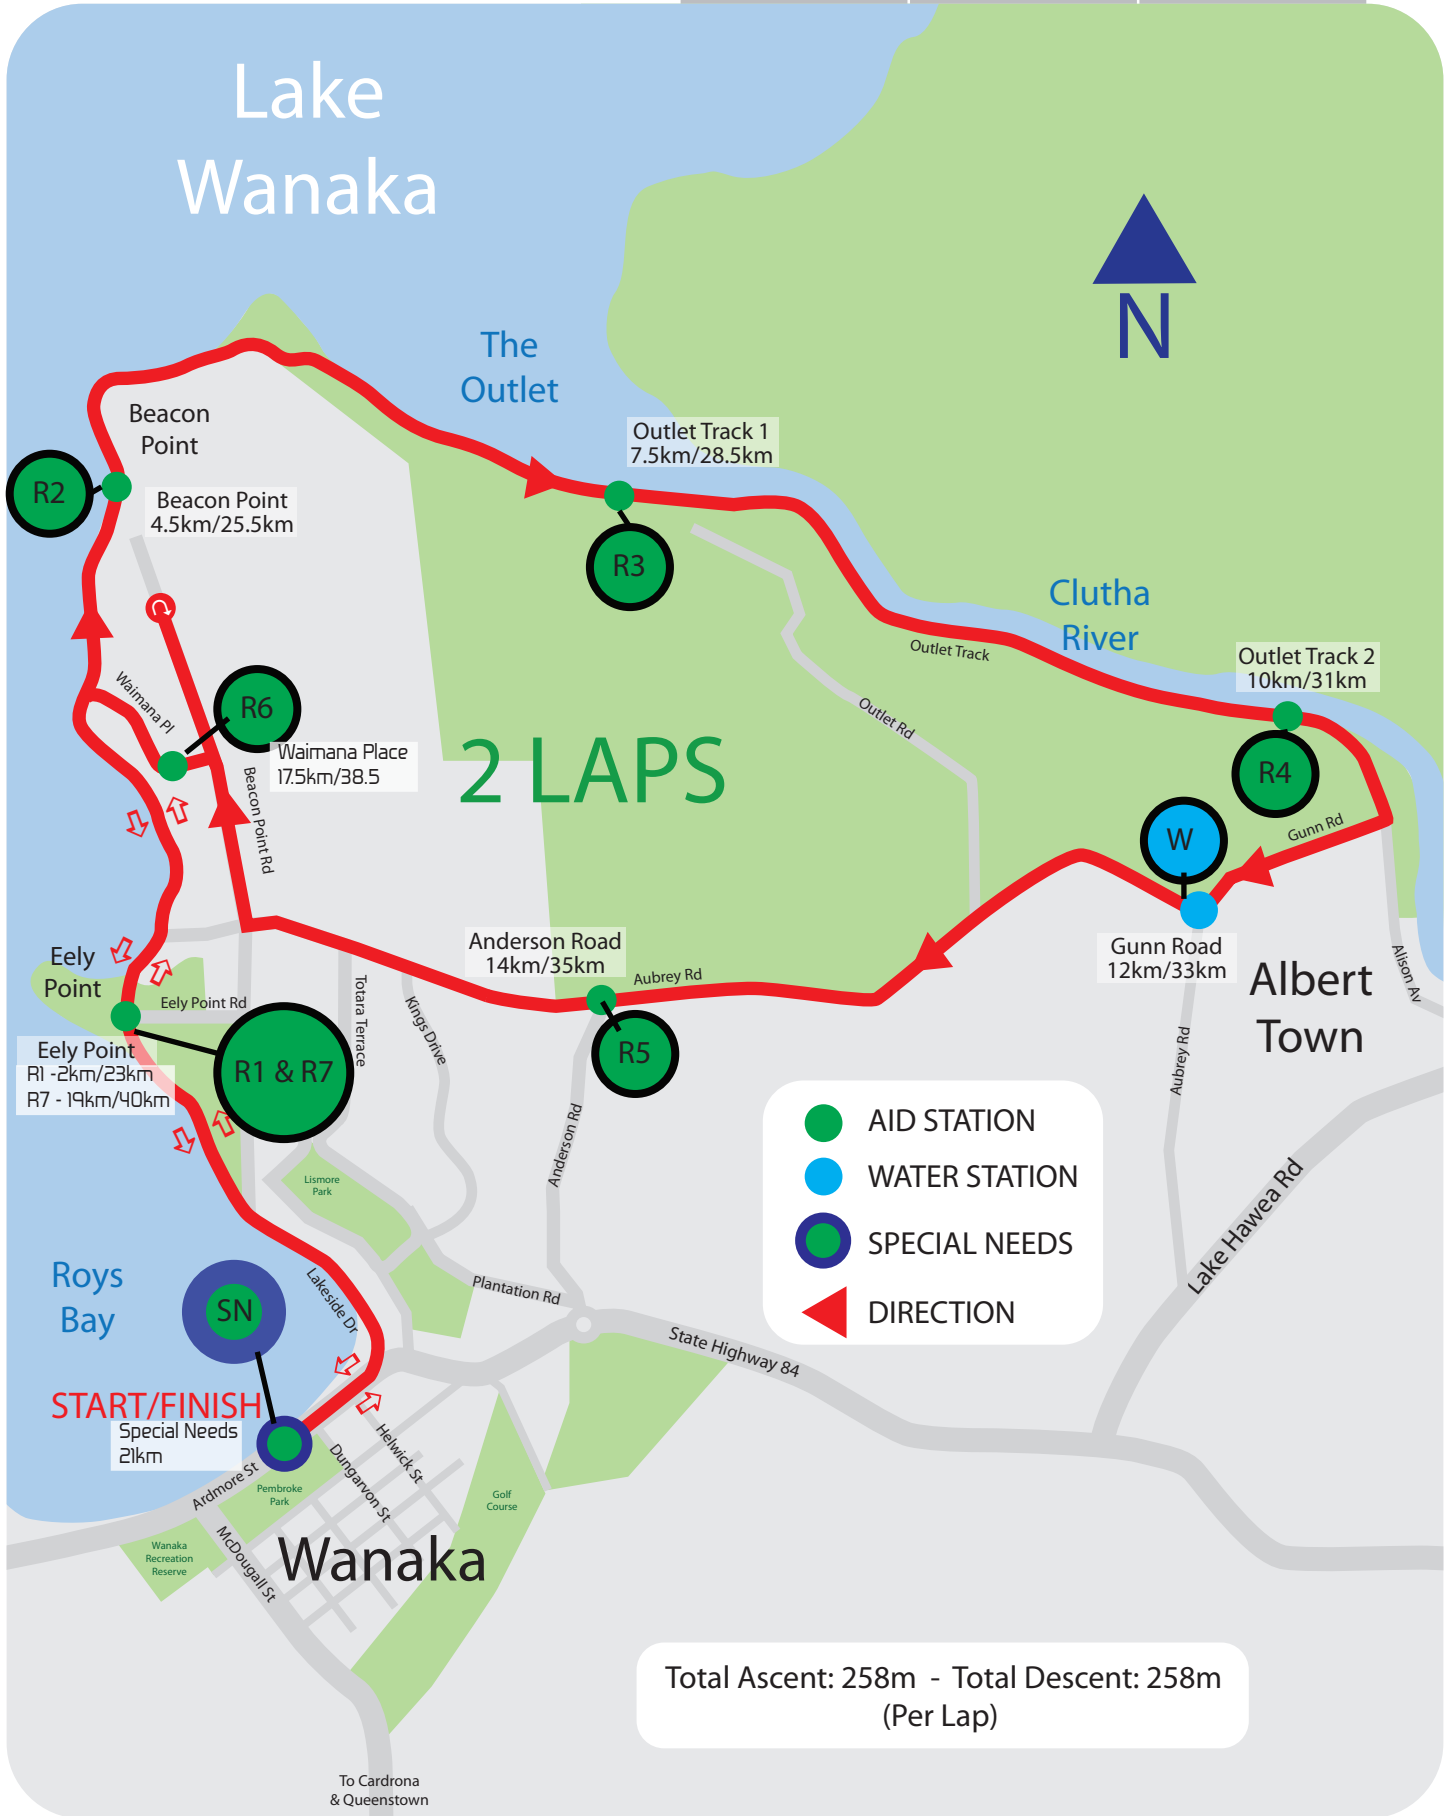 Lake
Wanaka
N
The
Outlet
Beacon
Point
Outlet Track 1
7.5km/28.5km
R2
Beacon Point
4.5km/25.5km
R3
Clutha
River
Outlet Track
Outlet Track 2
10km/31km
Waimana Pl
R6
Outlet Rd
Waimana Place
17.5km/38.5
2 LAPS
R4
Beacon Point Rd
W
Gunn Rd
Anderson Road
14km/35km
Aubrey Rd
Gunn Road
12km/33km
Albert
Town
Alison Av
Eely
Point
Eely Point Rd
Totara Terrace
Kings Drive
R5
Eely Point
R1 -2km/23km
R7 - 19km/40km
R1 & R7
Aubrey Rd
Anderson Rd
AID STATION
WATER STATION
SPECIAL NEEDS
DIRECTION
Lismore
Park
Lake Hawea Rd
Roys
Bay
SN
Lakeside Dr
Plantation Rd
State Highway 84
START/FINISH
Special Needs
21km
Ardmore St
Helwick St
Dungarvon St
Pembroke
Park
Golf
Course
McDougall St
Wanaka
Wanaka
Recreation
Reserve
Total Ascent: 258m - Total Descent: 258m
(Per Lap)
To Cardrona
& Queenstown